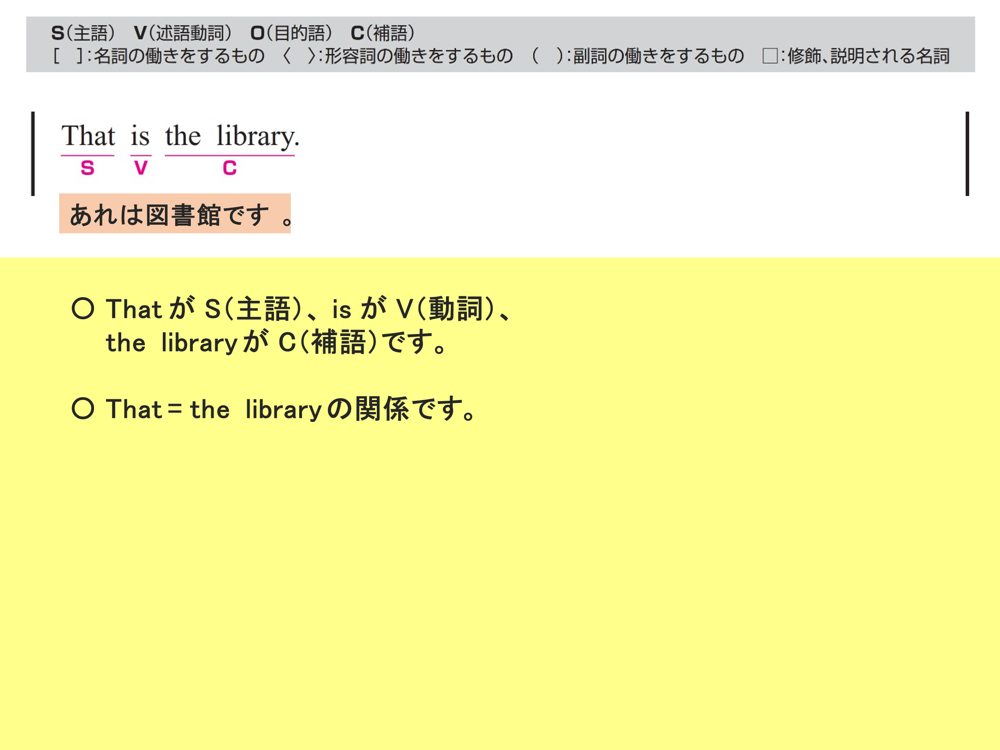 S(主語) V(述語動詞) O(目的語) C(補語)
[ ]:名詞の働きをするもの 〈 〉:形容詞の働きをするもの ( ):副詞の働きをするもの □:修飾、説明される名詞
That is the library.
S V C
あれは図書館です 。
○ That が S(主語)、is が V(動詞)、
the library が C(補語)です。
○ That = the library の関係です。